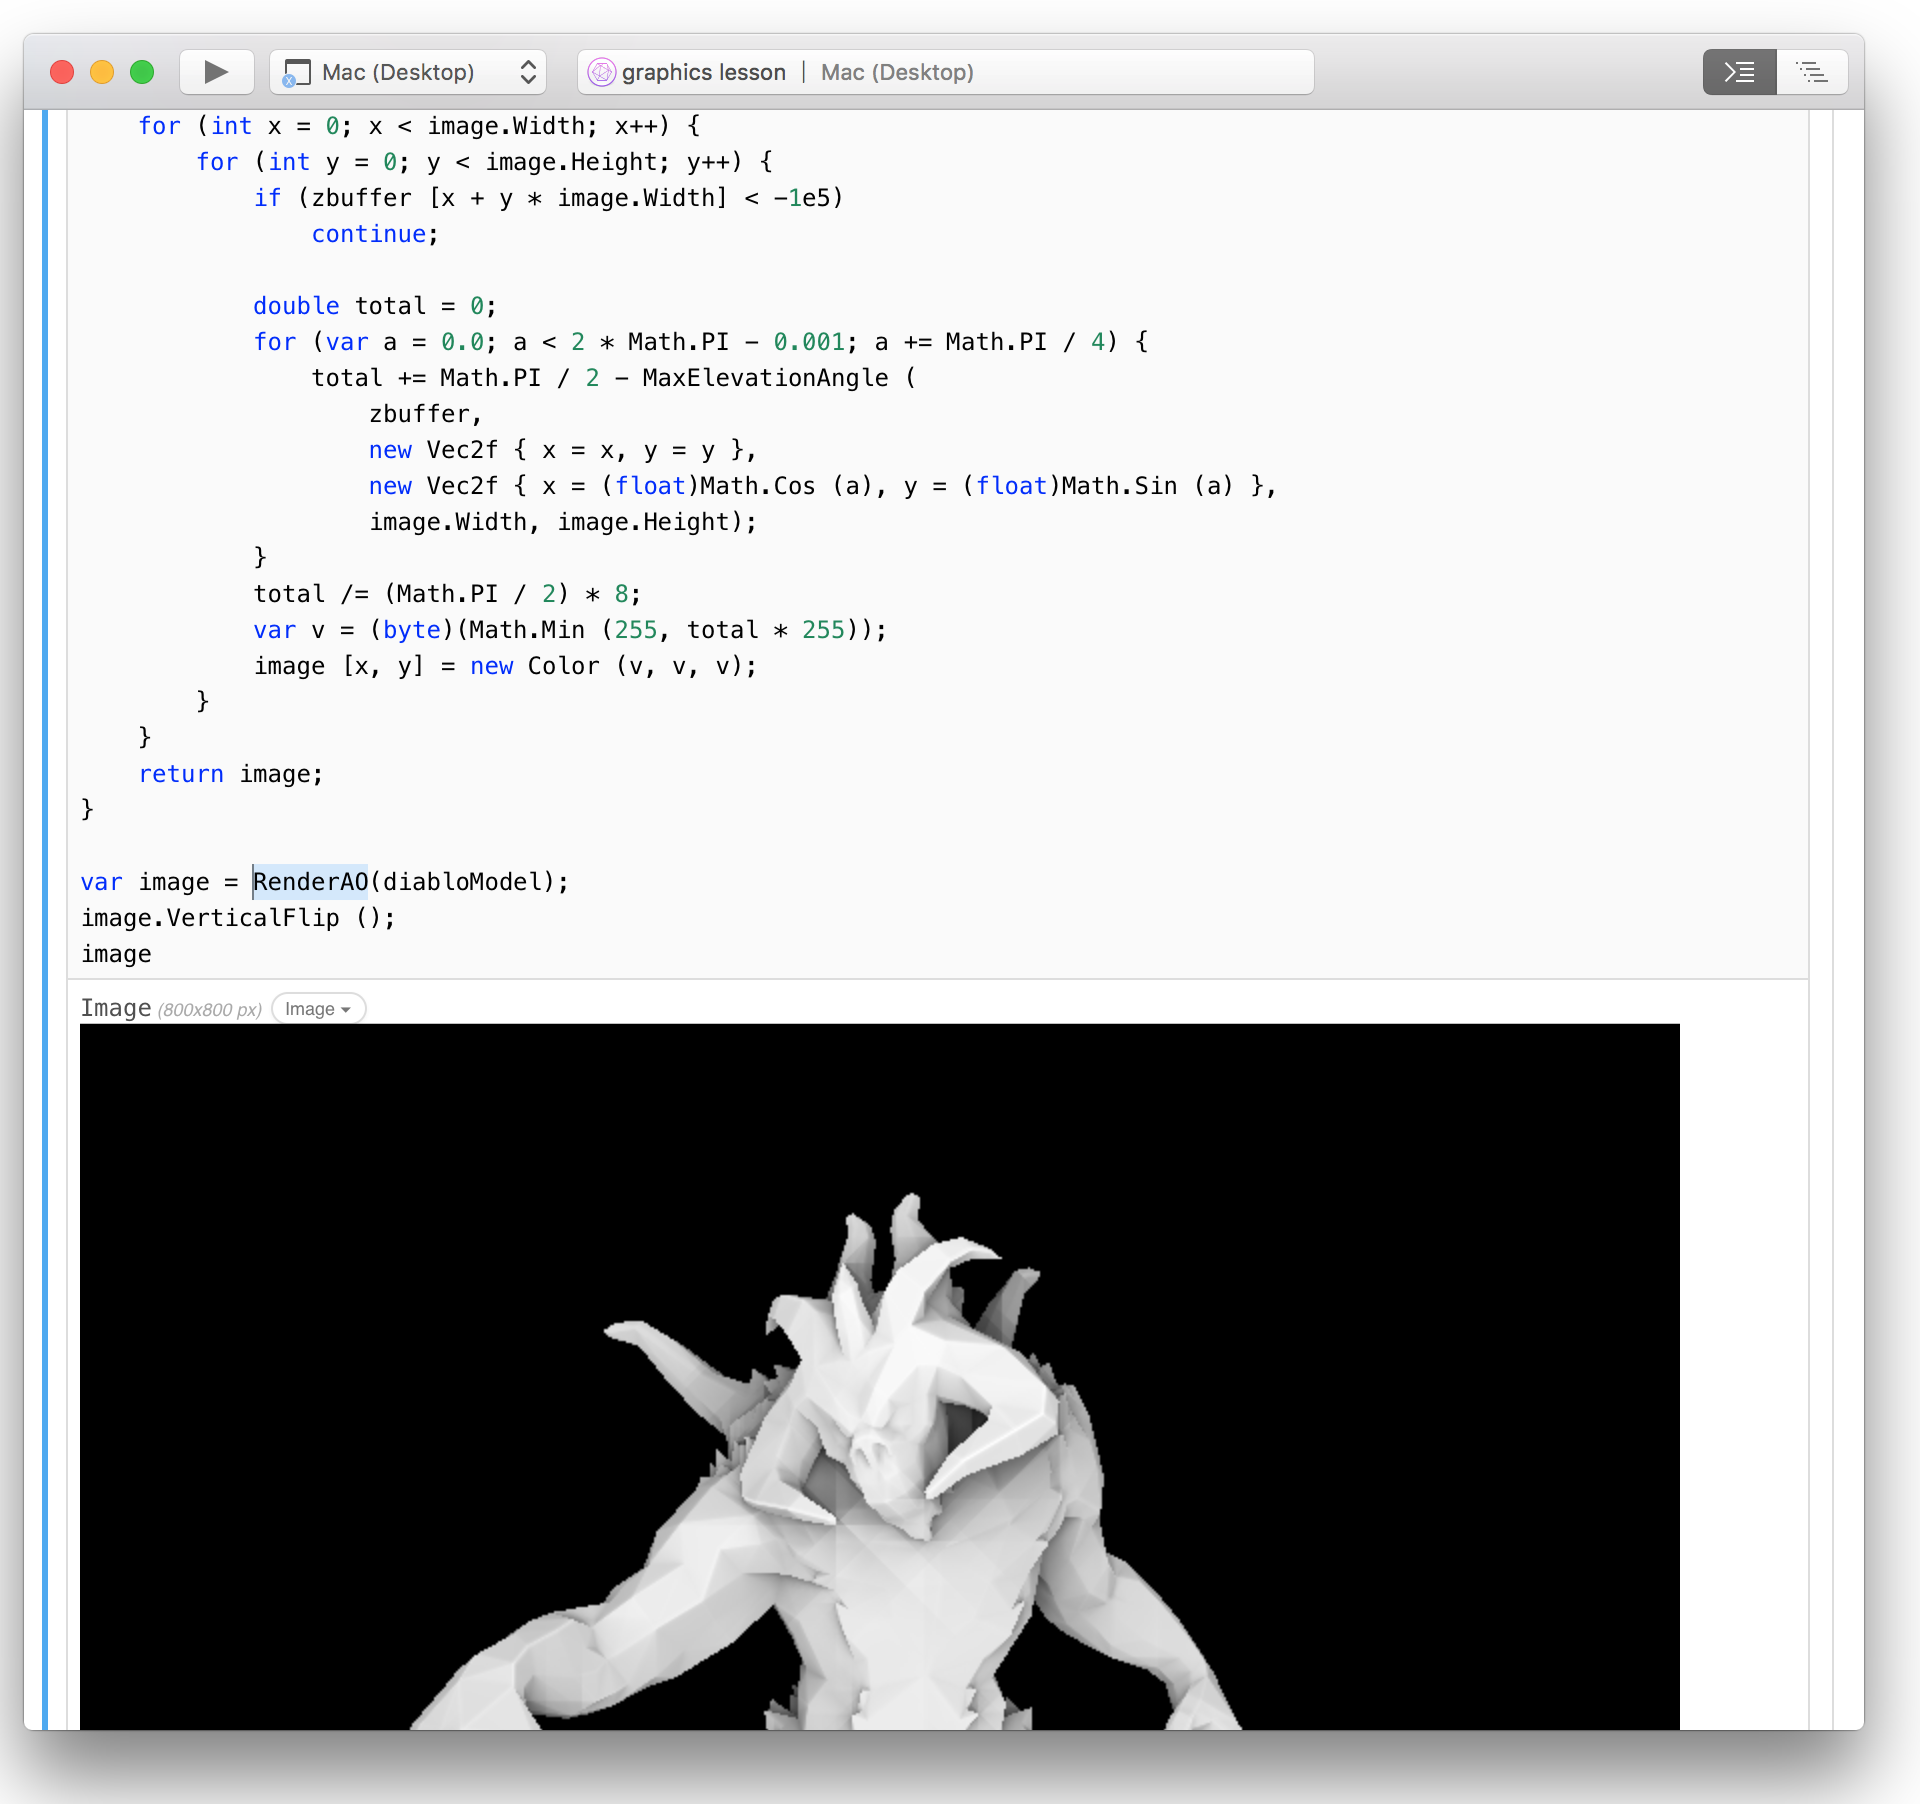 Mac (Desktop)
graphics lesson | Mac (Desktop)
for (int x = 0; x < image.Width; x++) {
for (int y = 0; y < image.Height; y++) {
if (zbuffer [x + y * image.Width] < -1e5)
continue;
double total = 0;
for (var a = 0.0; a < 2 * Math.PI - 0.001; a += Math.PI / 4) {
total += Math.PI / 2 - MaxElevationAngle (
zbuffer,
new Vec2f { x = x, y = y },
new Vec2f { x = (float)Math.Cos (a), y = (float)Math.Sin (a) },
image.Width, image.Height);
}
total /= (Math.PI / 2) * 8;
var v = (byte)(Math.Min (255, total * 255));
image [x, y] = new Color (v, v, v);
}
}
return image;
}
var image = RenderAO(diabloModel);
image.VerticalFlip ();
image
Image (800x800 px) Image